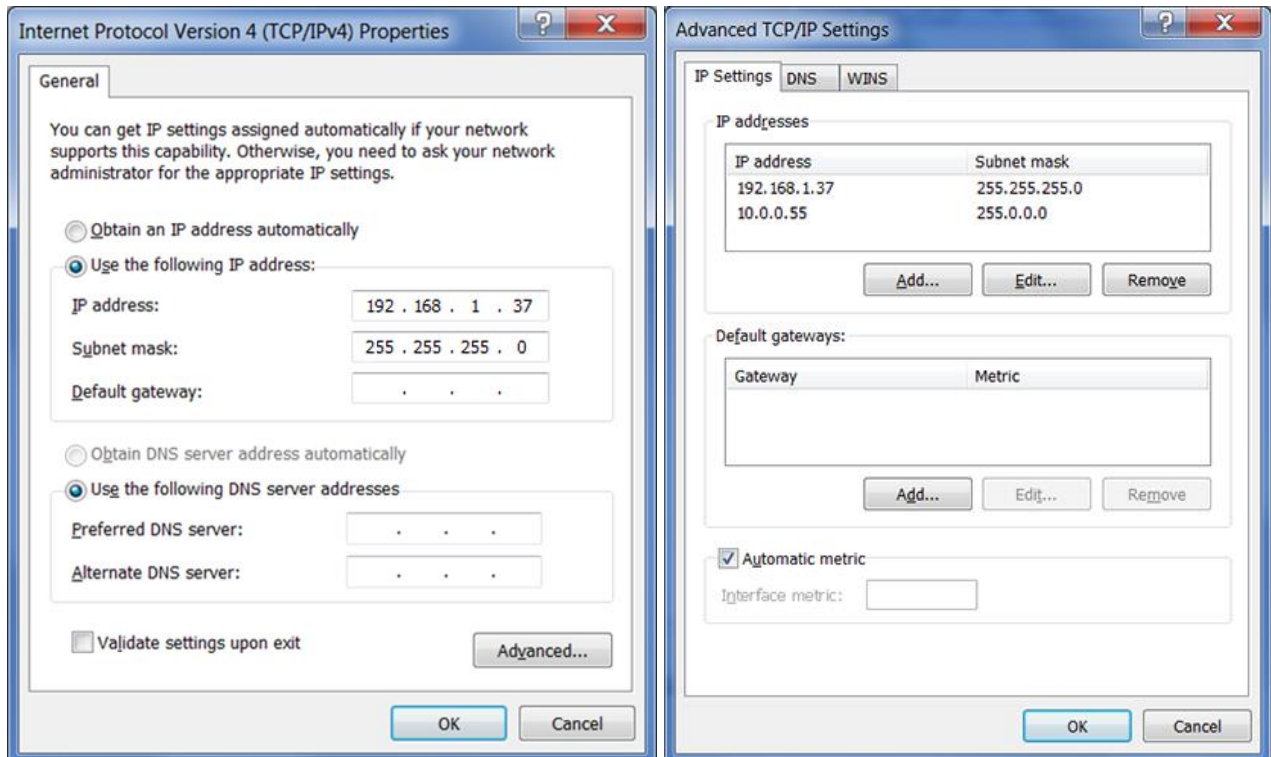 Internet Protocol Version 4 (TCP/IPv4) Properties
General
You can get IP settings assigned automatically if your network
supports this capability. Otherwise, you need to ask your network
administrator for the appropriate IP settings.
Obtain an IP address automatically
Use the following IP address:
IP address: 192 . 168 . 1 . 37
Subnet mask: 255 . 255 . 255 . 0
Default gateway: . . .
Obtain DNS server address automatically
Use the following DNS server addresses
Preferred DNS server: . . .
Alternate DNS server: . . .
Validate settings upon exit
Advanced...
OK Cancel
Advanced TCP/IP Settings
IP Settings DNS WINS
IP addresses
IP address Subnet mask
192.168.1.37 255.255.255.0
10.0.0.55 255.0.0.0
Add... Edit... Remove
Default gateways:
Gateway Metric
Add... Edit... Remove
Automatic metric
Interface metric:
OK Cancel